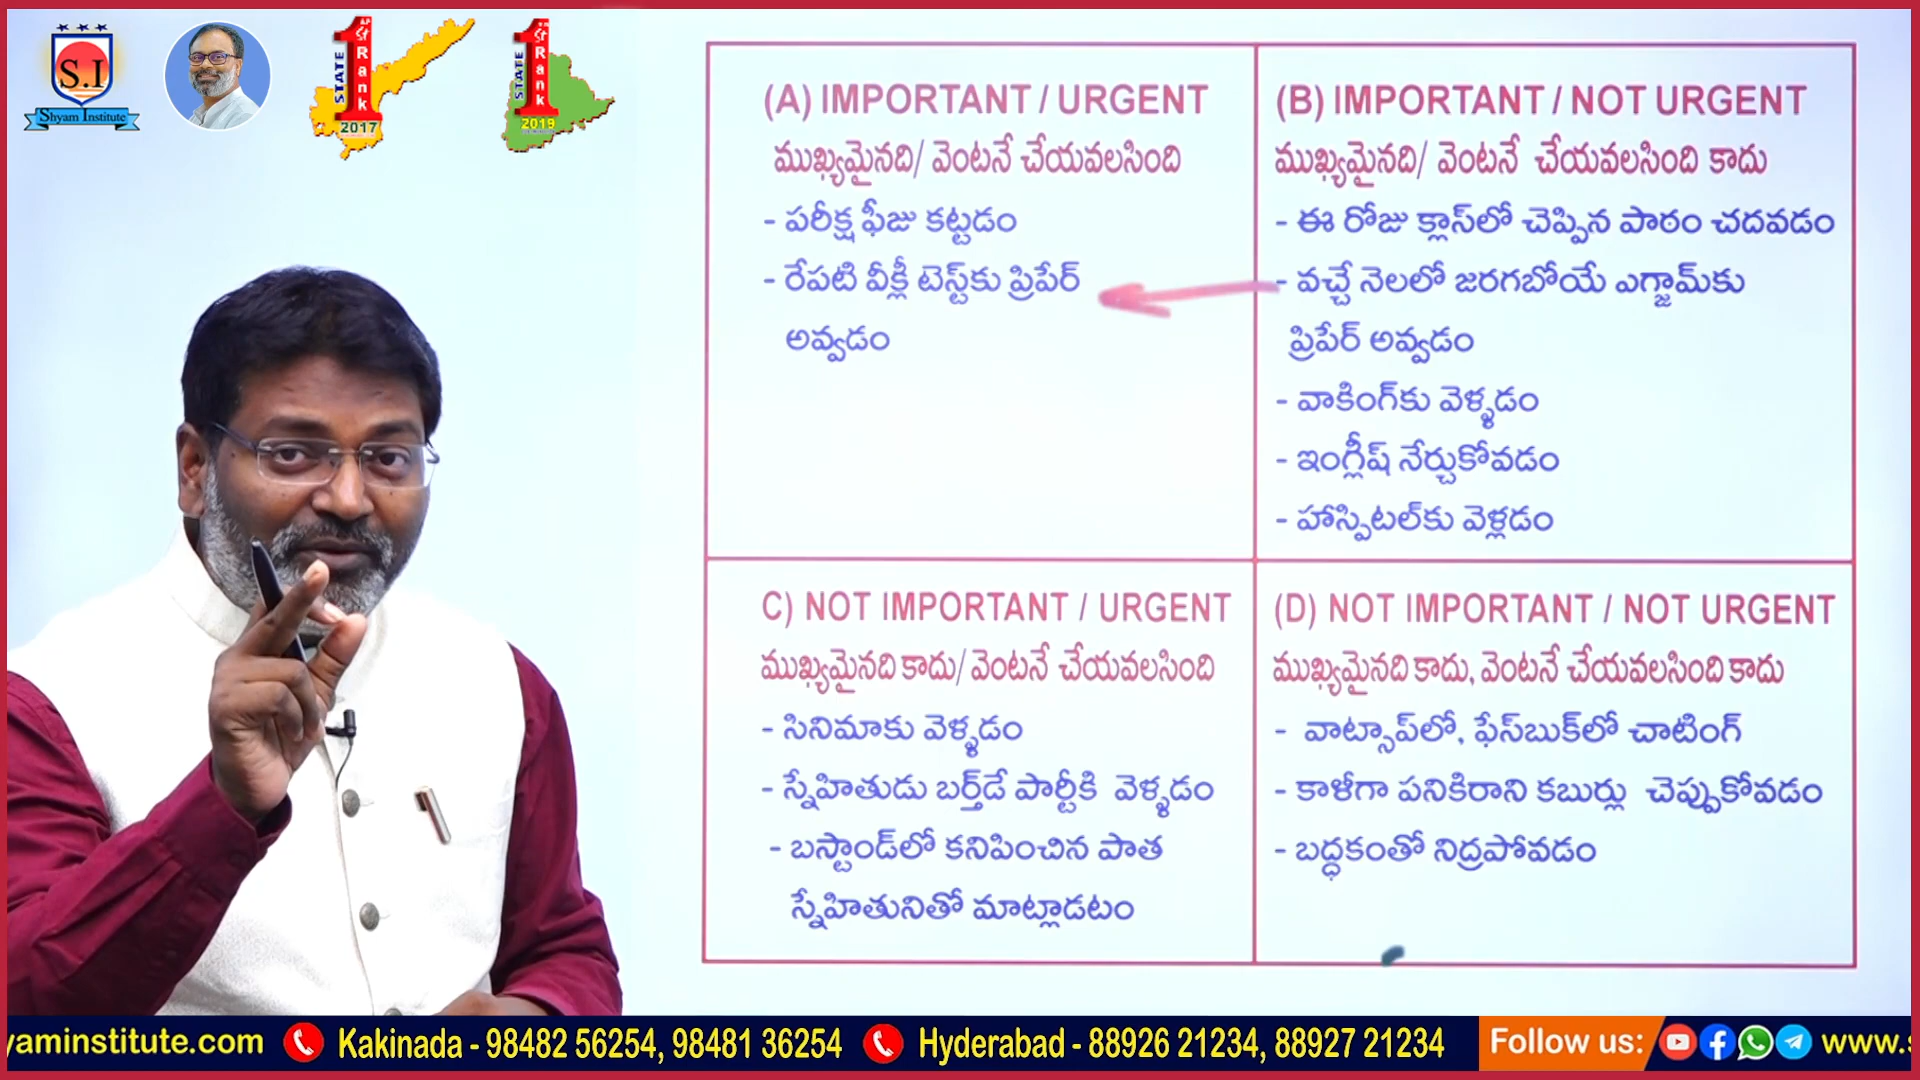 S.I
Shyam Institute
STATE
1
st
Rank
2017
STATE
1
st
Rank
2019
(A) IMPORTANT / URGENT
ముఖ్యమైనది/ వెంటనే చేయవలసింది
- పరీక్ష ఫీజు కట్టడం
- రేపటి వీక్లీ టెస్ట్‌కు ప్రిపేర్
అవ్వడం
(B) IMPORTANT / NOT URGENT
ముఖ్యమైనది/ వెంటనే చేయవలసింది కాదు
- ఈ రోజు క్లాస్‌లో చెప్పిన పాఠం చదవడం
- వచ్చే నెలలో జరగబోయే ఎగ్జామ్‌కు
ప్రిపేర్ అవ్వడం
- వాకింగ్‌కు వెళ్ళడం
- ఇంగ్లీష్ నేర్చుకోవడం
- హాస్పిటల్‌కు వెళ్లడం
C) NOT IMPORTANT / URGENT
ముఖ్యమైనది కాదు/ వెంటనే చేయవలసింది
- సినిమాకు వెళ్ళడం
- స్నేహితుడు బర్త్‌డే పార్టీకి వెళ్ళడం
- బస్టాండ్‌లో కనిపించిన పాత
స్నేహితునితో మాట్లాడటం
(D) NOT IMPORTANT / NOT URGENT
ముఖ్యమైనది కాదు, వెంటనే చేయవలసింది కాదు
- వాట్సాప్‌లో, ఫేస్‌బుక్‌లో చాటింగ్
- కాళీగా పనికిరాని కబుర్లు చెప్పుకోవడం
- బద్ధకంతో నిద్రపోవడం
yaminstitute.com Kakinada - 98482 56254, 98481 36254 Hyderabad - 88926 21234, 88927 21234 Follow us: www.s